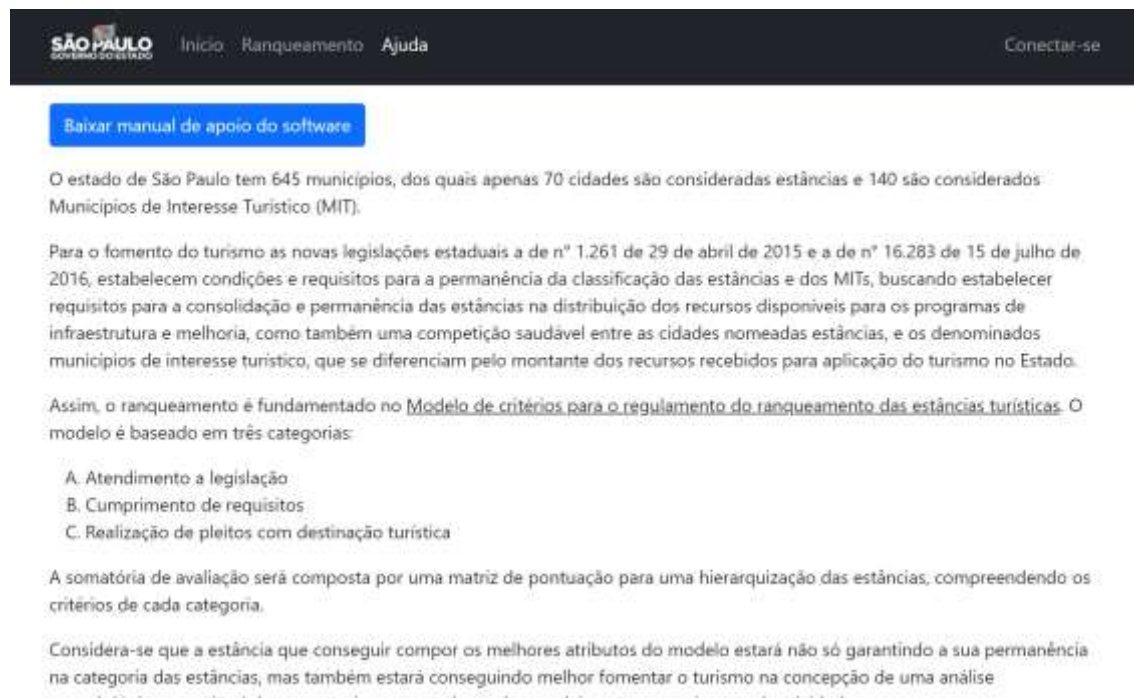 SÃO PAULO
GOVERNO DO ESTADO
Início Ranqueamento Ajuda Conectar-se
Baixar manual de apoio do software
O estado de São Paulo tem 645 municípios, dos quais apenas 70 cidades são consideradas estâncias e 140 são considerados
Municípios de Interesse Turístico (MIT).
Para o fomento do turismo as novas legislações estaduais a de n° 1.261 de 29 de abril de 2015 e a de n° 16.283 de 15 de julho de
2016, estabelecem condições e requisitos para a permanência da classificação das estâncias e dos MITs, buscando estabelecer
requisitos para a consolidação e permanência das estâncias na distribuição dos recursos disponíveis para os programas de
infraestrutura e melhoria, como também uma competição saudável entre as cidades nomeadas estâncias, e os denominados
municípios de interesse turístico, que se diferenciam pelo montante dos recursos recebidos para aplicação do turismo no Estado.
Assim, o ranqueamento é fundamentado no Modelo de critérios para o regulamento do ranqueamento das estâncias turísticas. O
modelo é baseado em três categorias:
A. Atendimento a legislação
B. Cumprimento de requisitos
C. Realização de pleitos com destinação turística
A somatória de avaliação será composta por uma matriz de pontuação para uma hierarquização das estâncias, compreendendo os
critérios de cada categoria.
Considera-se que a estância que conseguir compor os melhores atributos do modelo estará não só garantindo a sua permanência
na categoria das estâncias, mas também estará conseguindo melhor fomentar o turismo na concepção de uma análise